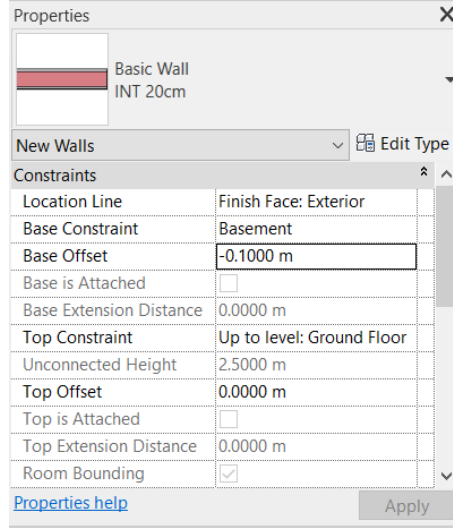 Properties
Basic Wall
INT 20cm
New Walls Edit Type
Constraints
Location Line Finish Face: Exterior
Base Constraint Basement
Base Offset -0.1000 m
Base is Attached
Base Extension Distance 0.0000 m
Top Constraint Up to level: Ground Floor
Unconnected Height 2.5000 m
Top Offset 0.0000 m
Top is Attached
Top Extension Distance 0.0000 m
Room Bounding
Properties help Apply